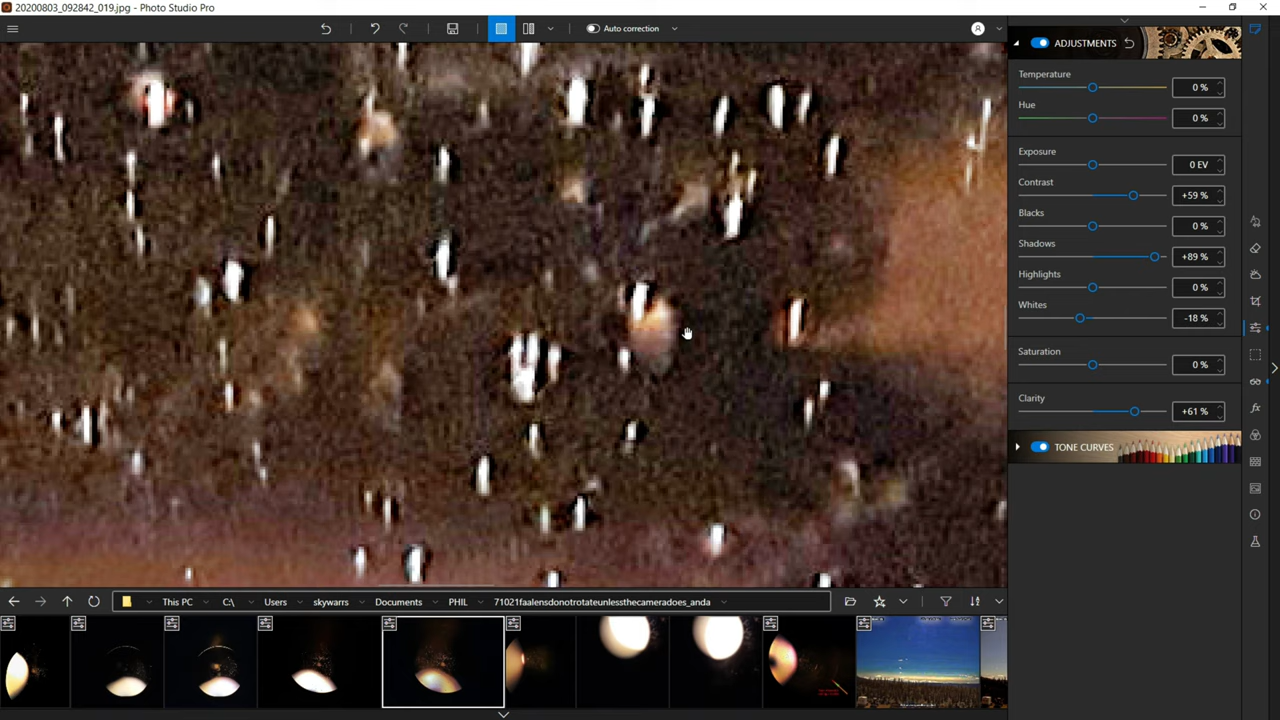 20200803_092842_019.jpg - Photo Studio Pro
Auto correction
ADJUSTMENTS
Temperature
0 %
Hue
0 %
Exposure
0 EV
Contrast
+59 %
Blacks
0 %
Shadows
+89 %
Highlights
0 %
Whites
-18 %
Saturation
0 %
Clarity
+61 %
TONE CURVES
This PC
C:\
Users
skywarrs
Documents
PHIL
71021faalensdonotrotateunlessthecameradoes_anda